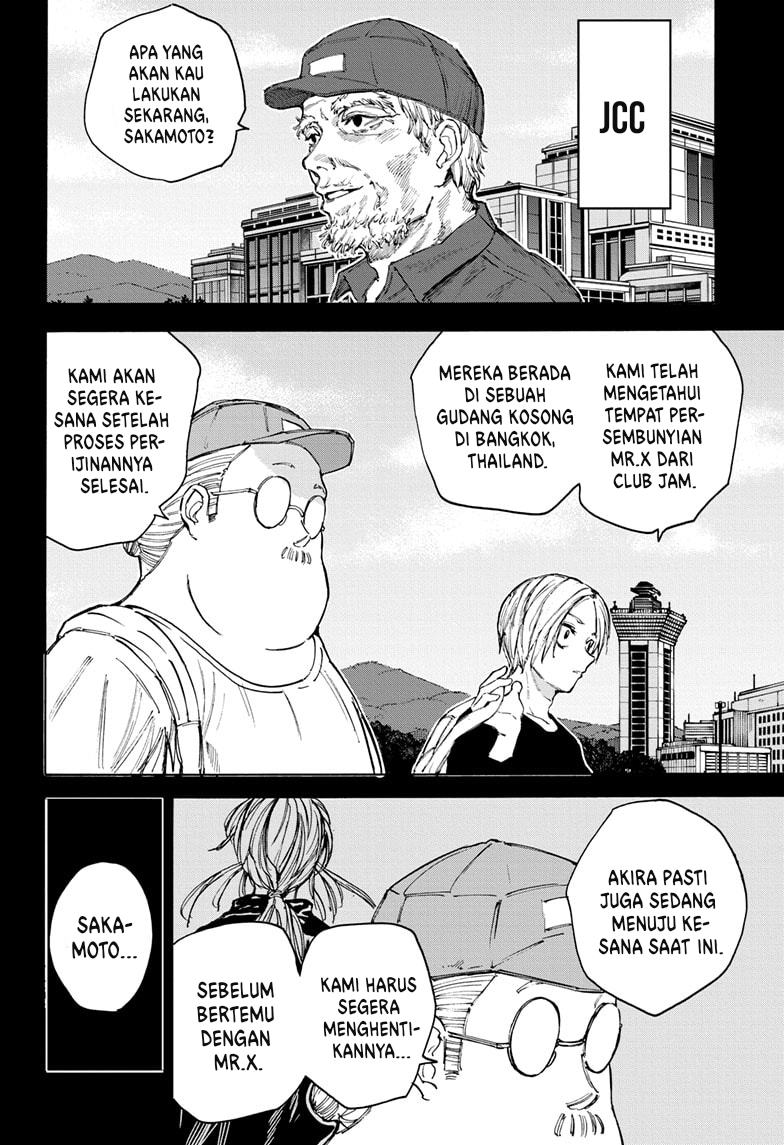 JCC
APA YANG
AKAN KAU
LAKUKAN
SEKARANG,
SAKAMOTO?
KAMI TELAH
MENGETAHUI
TEMPAT PER-
SEMBUNYIAN
MR.X DARI
CLUB JAM.
MEREKA BERADA
DI SEBUAH
GUDANG KOSONG
DI BANGKOK,
THAILAND.
KAMI AKAN
SEGERA KE-
SANA SETELAH
PROSES PER-
IJINANNYA
SELESAI.
AKIRA PASTI
JUGA SEDANG
MENUJU KE-
SANA SAAT INI.
KAMI HARUS
SEGERA
MENGHENTI-
KANNYA...
SEBELUM
BERTEMU
DENGAN
MR.X.
SAKA-
MOTO...